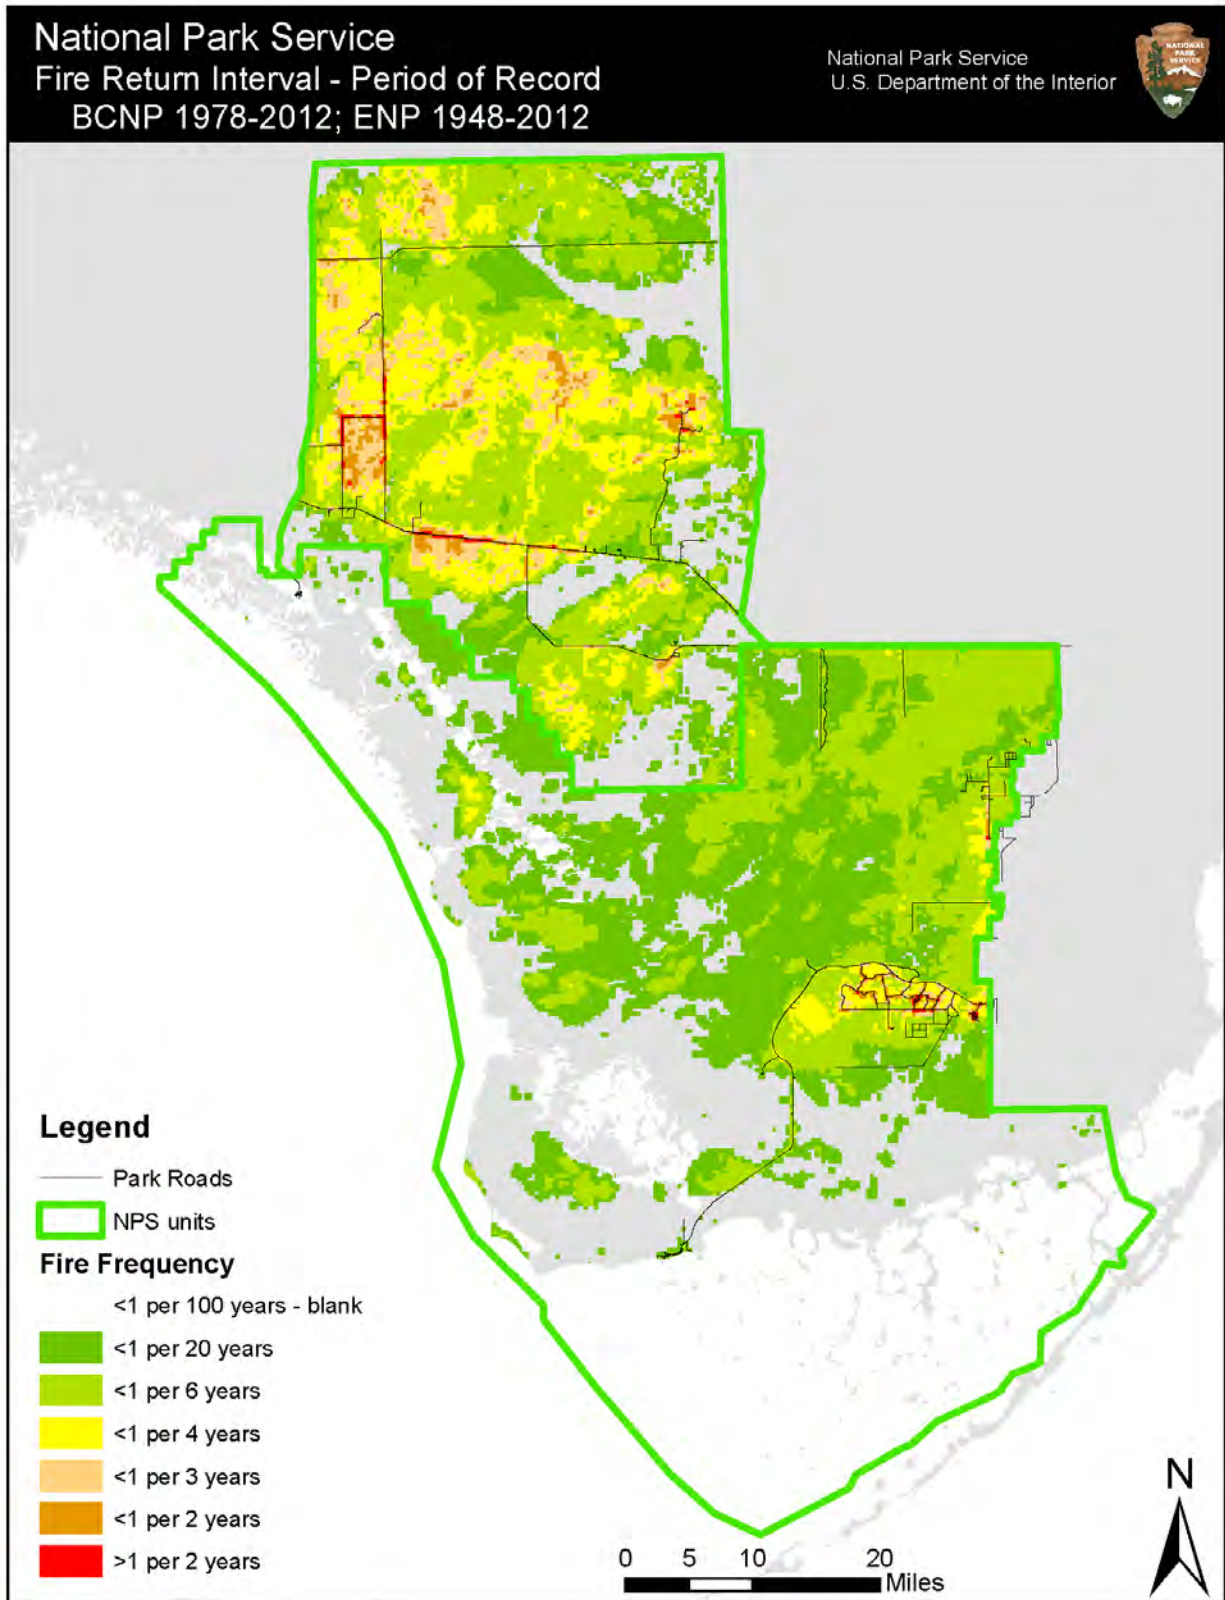 National Park Service
Fire Return Interval - Period of Record
BCNP 1978-2012; ENP 1948-2012
National Park Service
U.S. Department of the Interior
NATIONAL
PARK
SERVICE
Legend
Park Roads
NPS units
Fire Frequency
<1 per 100 years - blank
<1 per 20 years
<1 per 6 years
<1 per 4 years
<1 per 3 years
<1 per 2 years
>1 per 2 years
N
0 5 10 20
Miles